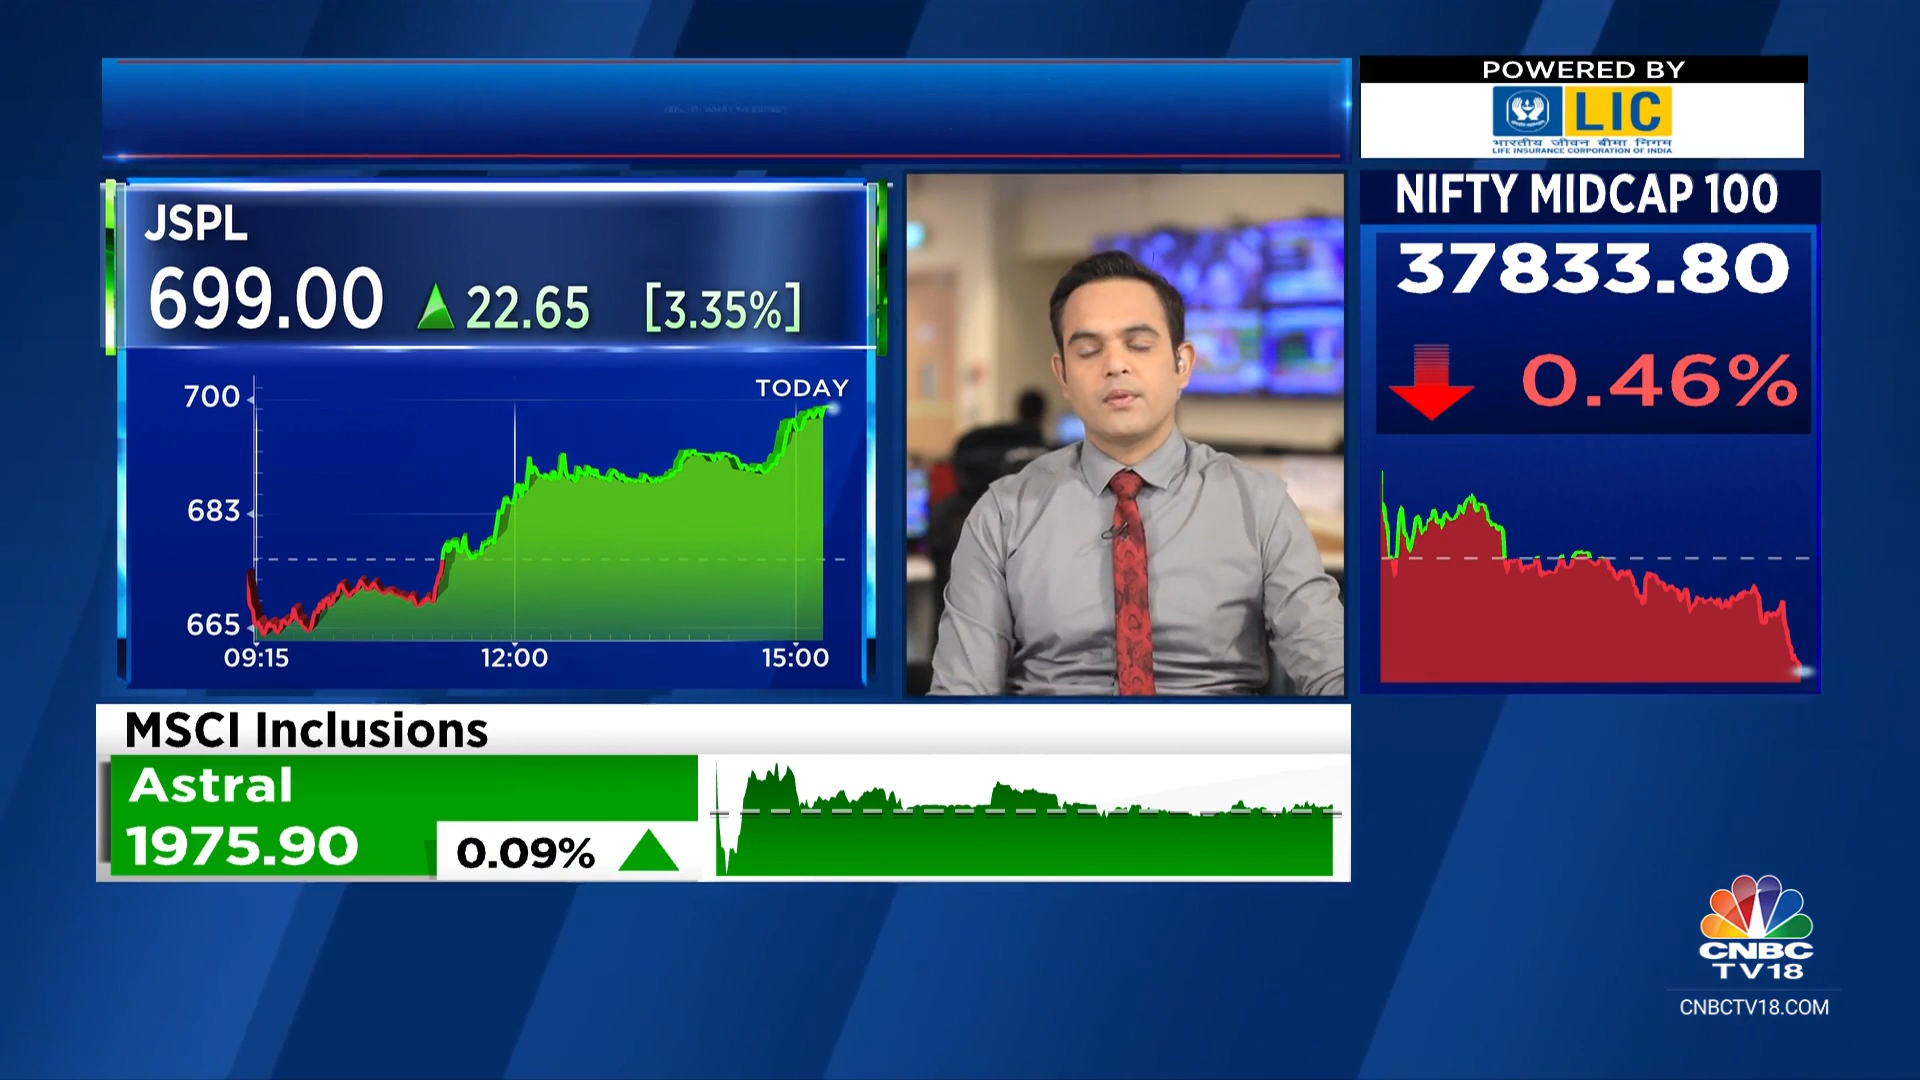 POWERED BY
LIC
भारतीय जीवन बीमा निगम
LIFE INSURANCE CORPORATION OF INDIA
JSPL
699.00 ▲ 22.65 [3.35%]
TODAY
700
683
665
09:15 12:00 15:00
NIFTY MIDCAP 100
37833.80
0.46%
MSCI Inclusions
Astral
1975.90 0.09%
CNBC
TV18
CNBCTV18.COM